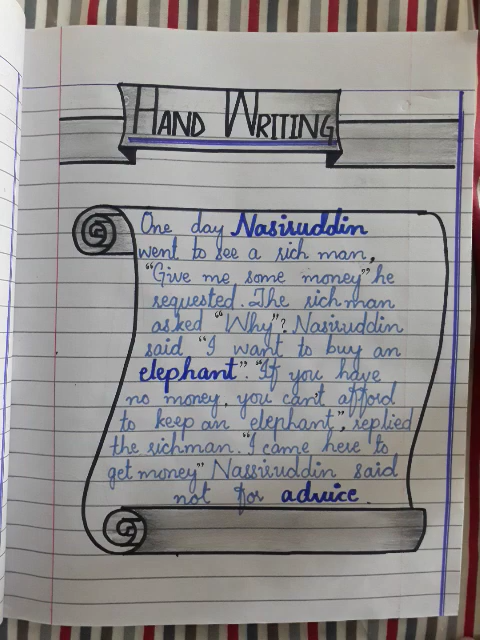 HAND WRITING
One day Nasiruddin
went to see a rich man,
"Give me some money" he
requested. The richman
asked "Why"? Nasiruddin
said "I want to buy an
elephant". "If you have
no money, you can't afford
to keep an elephant", replied
the richman. "I came here to
get money" Nassiruddin said
not for advice.